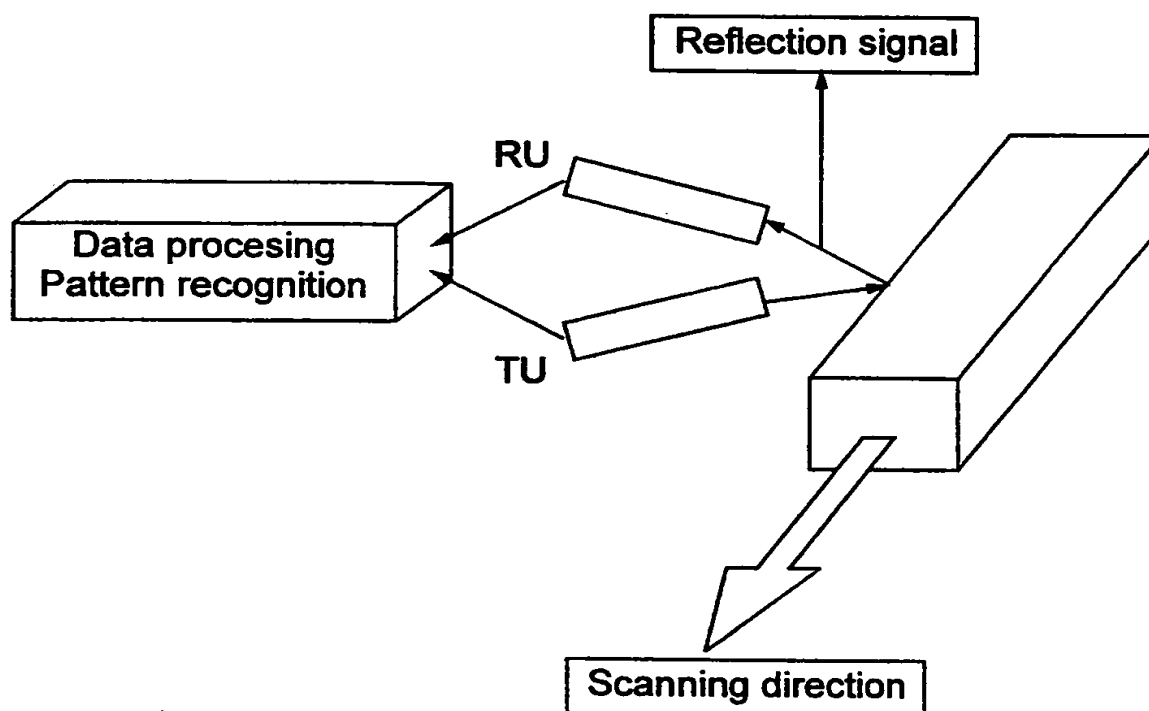 Reflection signal
RU
Data procesing
Pattern recognition
TU
Scanning direction